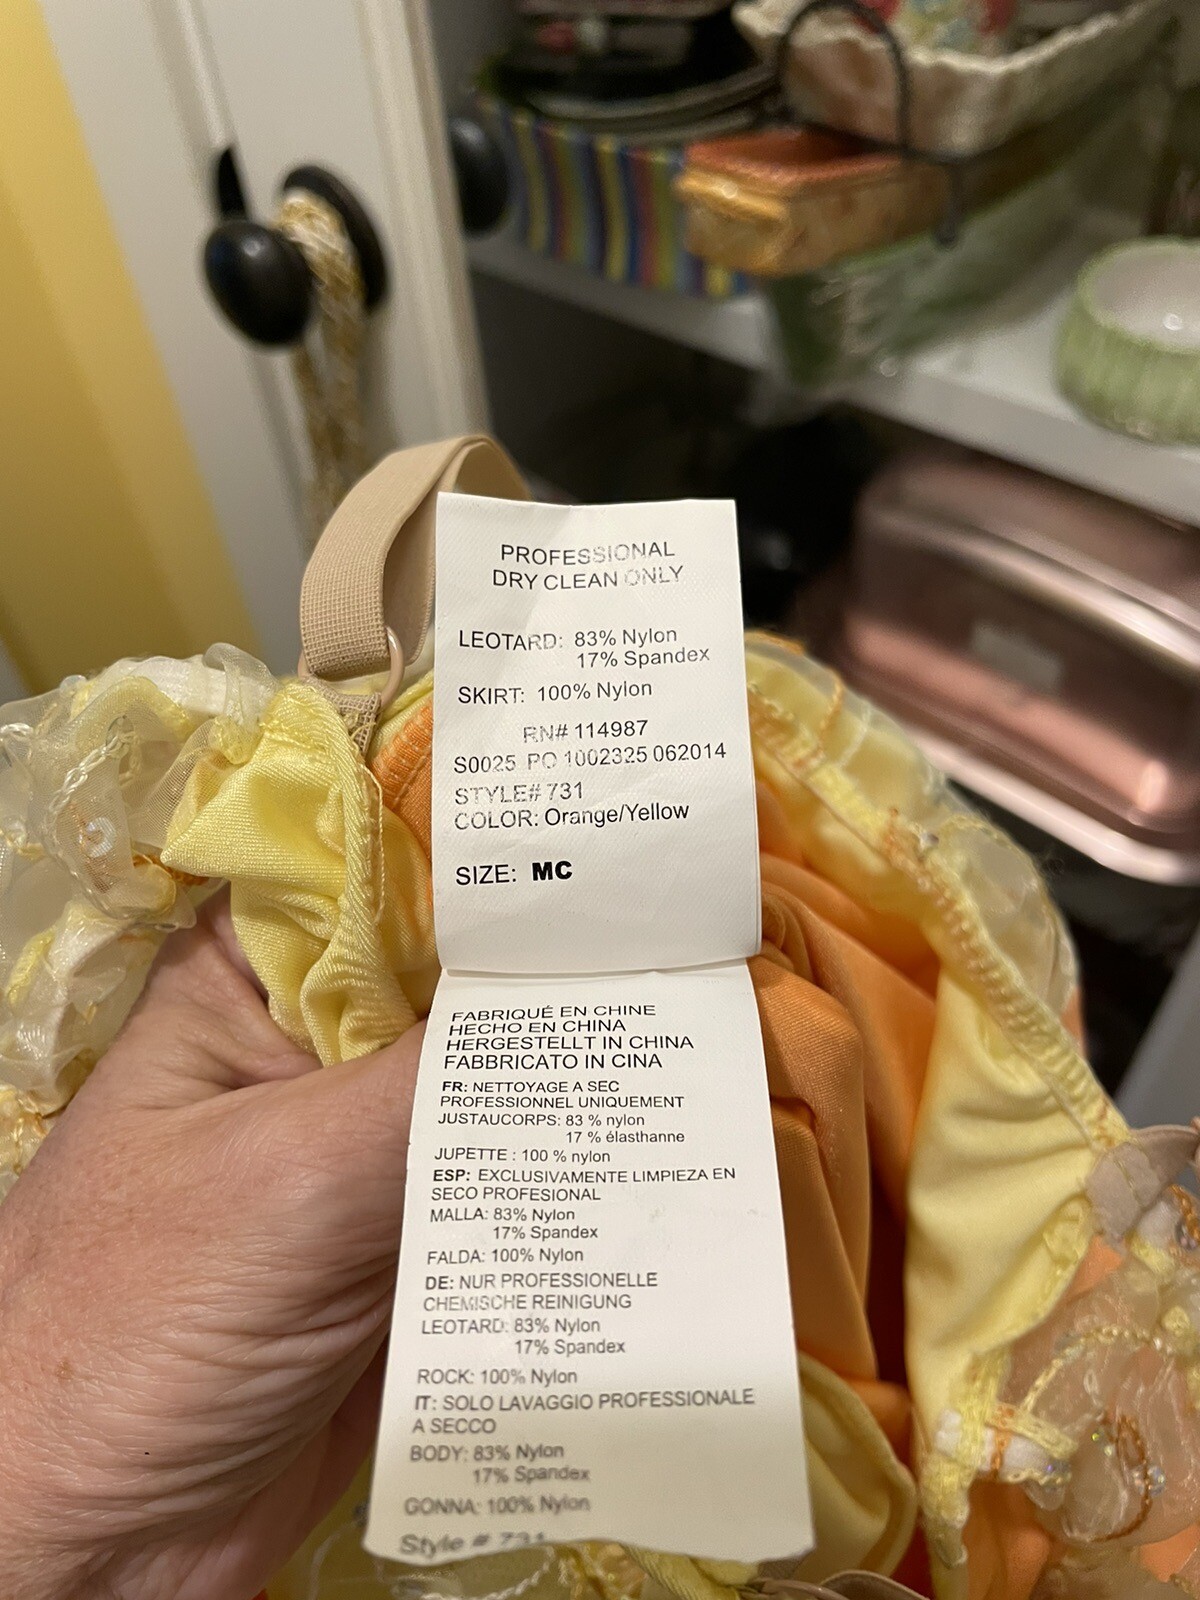 PROFESSIONAL
DRY CLEAN ONLY
LEOTARD: 83% Nylon
17% Spandex
SKIRT: 100% Nylon
RN# 114987
S0025 PO 1002325 062014
STYLE# 731
COLOR: Orange/Yellow
SIZE: MC
FABRIQUÉ EN CHINE
HECHO EN CHINA
HERGESTELLT IN CHINA
FABBRICATO IN CINA
FR: NETTOYAGE A SEC
PROFESSIONNEL UNIQUEMENT
JUSTAUCORPS: 83 % nylon
17 % élasthanne
JUPETTE : 100 % nylon
ESP: EXCLUSIVAMENTE LIMPIEZA EN
SECO PROFESIONAL
MALLA: 83% Nylon
17% Spandex
FALDA: 100% Nylon
DE: NUR PROFESSIONELLE
CHEMISCHE REINIGUNG
LEOTARD: 83% Nylon
17% Spandex
ROCK: 100% Nylon
IT: SOLO LAVAGGIO PROFESSIONALE
A SECCO
BODY: 83% Nylon
17% Spandex
GONNA: 100% Nylon
Style # 731